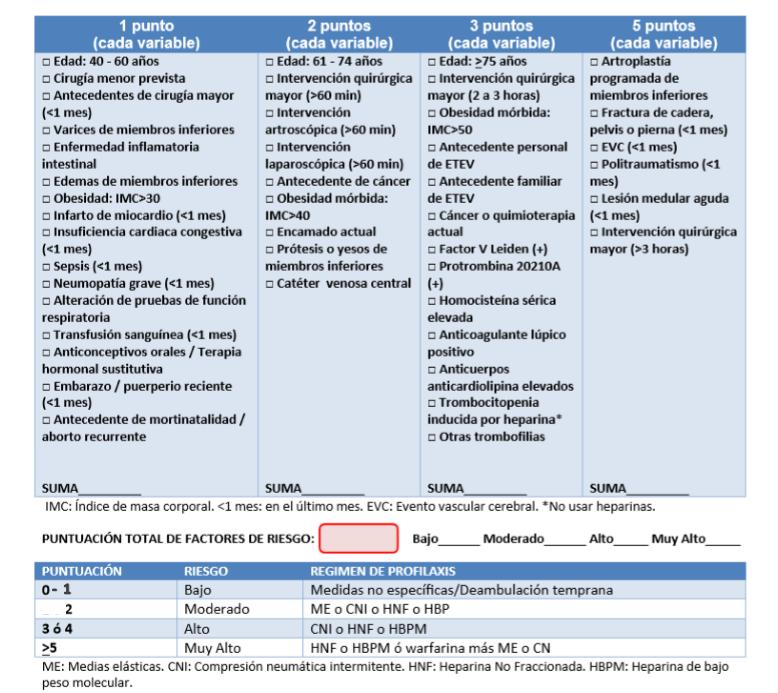 1 punto
(cada variable)
□ Edad: 40 - 60 años
□ Cirugía menor prevista
□ Antecedentes de cirugía mayor
(<1 mes)
□ Varices de miembros inferiores
□ Enfermedad inflamatoria
intestinal
□ Edemas de miembros inferiores
□ Obesidad: IMC>30
□ Infarto de miocardio (<1 mes)
□ Insuficiencia cardiaca congestiva
(<1 mes)
□ Sepsis (<1 mes)
□ Neumopatía grave (<1 mes)
□ Alteración de pruebas de función
respiratoria
□ Transfusión sanguínea (<1 mes)
□ Anticonceptivos orales / Terapia
hormonal sustitutiva
□ Embarazo / puerperio reciente
(<1 mes)
□ Antecedente de mortinatalidad /
aborto recurrente
SUMA_________
2 puntos
(cada variable)
□ Edad: 61 - 74 años
□ Intervención quirúrgica
mayor (>60 min)
□ Intervención
artroscópica (>60 min)
□ Intervención
laparoscópica (>60 min)
□ Antecedente de cáncer
□ Obesidad mórbida:
IMC>40
□ Encamado actual
□ Prótesis o yesos de
miembros inferiores
□ Catéter venosa central
SUMA_________
3 puntos
(cada variable)
□ Edad: ≥75 años
□ Intervención quirúrgica
mayor (2 a 3 horas)
□ Obesidad mórbida:
IMC>50
□ Antecedente personal
de ETEV
□ Antecedente familiar
de ETEV
□ Cáncer o quimioterapia
actual
□ Factor V Leiden (+)
□ Protrombina 20210A
(+)
□ Homocisteína sérica
elevada
□ Anticoagulante lúpico
positivo
□ Anticuerpos
anticardiolipina elevados
□ Trombocitopenia
inducida por heparina*
□ Otras trombofilias
SUMA_________
5 puntos
(cada variable)
□ Artroplastía
programada de
miembros inferiores
□ Fractura de cadera,
pelvis o pierna (<1 mes)
□ EVC (<1 mes)
□ Politraumatismo (<1
mes)
□ Lesión medular aguda
(<1 mes)
□ Intervención quirúrgica
mayor (>3 horas)
SUMA_________
IMC: Índice de masa corporal. <1 mes: en el último mes. EVC: Evento vascular cerebral. *No usar heparinas.
PUNTUACIÓN TOTAL DE FACTORES DE RIESGO: Bajo______ Moderado______ Alto_____ Muy Alto_____
PUNTUACIÓN RIESGO REGIMEN DE PROFILAXIS
0- 1 Bajo Medidas no específicas/Deambulación temprana
2 Moderado ME o CNI o HNF o HBP
3 ó 4 Alto CNI o HNF o HBPM
≥5 Muy Alto HNF o HBPM ó warfarina más ME o CN
ME: Medias elásticas. CNI: Compresión neumática intermitente. HNF: Heparina No Fraccionada. HBPM: Heparina de bajo
peso molecular.